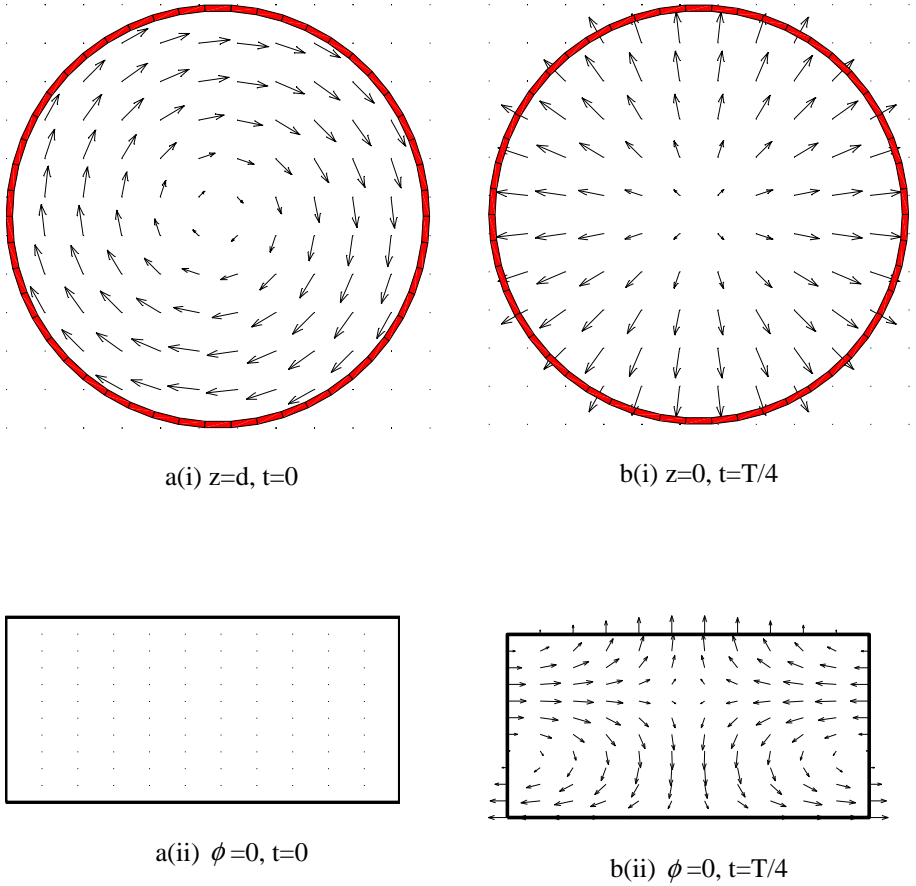 a(i) z=d, t=0
b(i) z=0, t=T/4
a(ii) ϕ=0, t=0
b(ii) ϕ=0, t=T/4